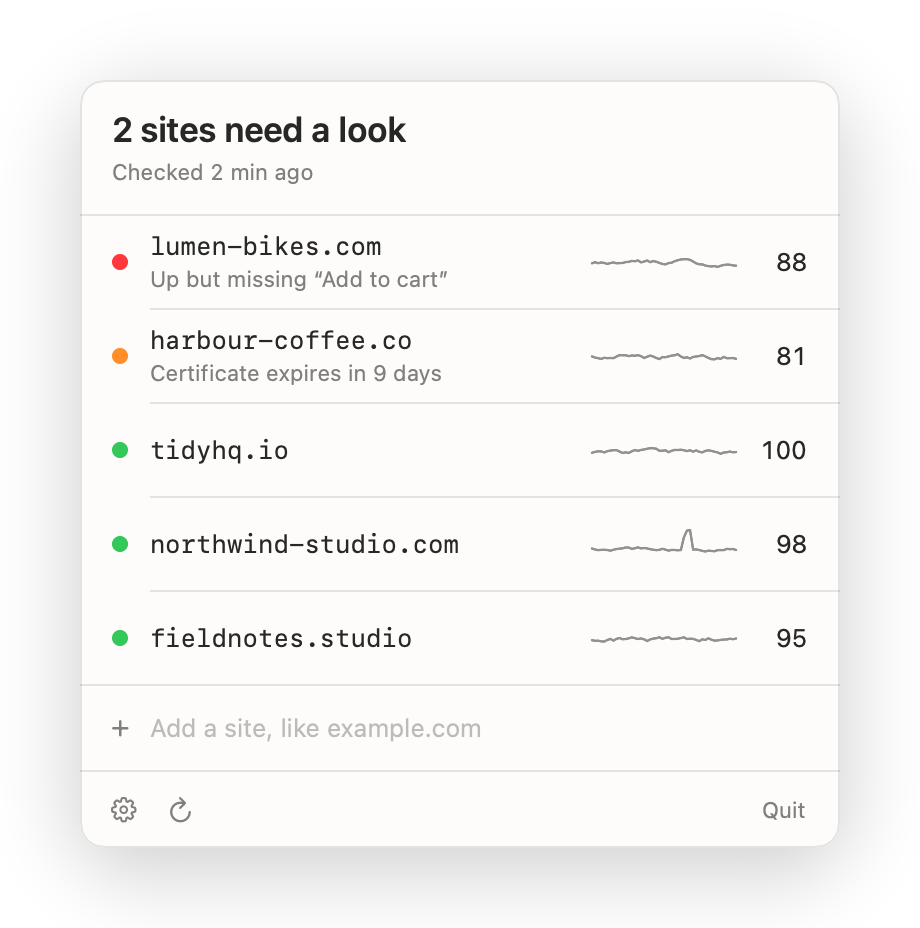 2 sites need a look
Checked 2 min ago
lumen-bikes.com
Up but missing “Add to cart”
88
harbour-coffee.co
Certificate expires in 9 days
81
tidyhq.io
100
northwind-studio.com
98
fieldnotes.studio
95
+ Add a site, like example.com
Quit